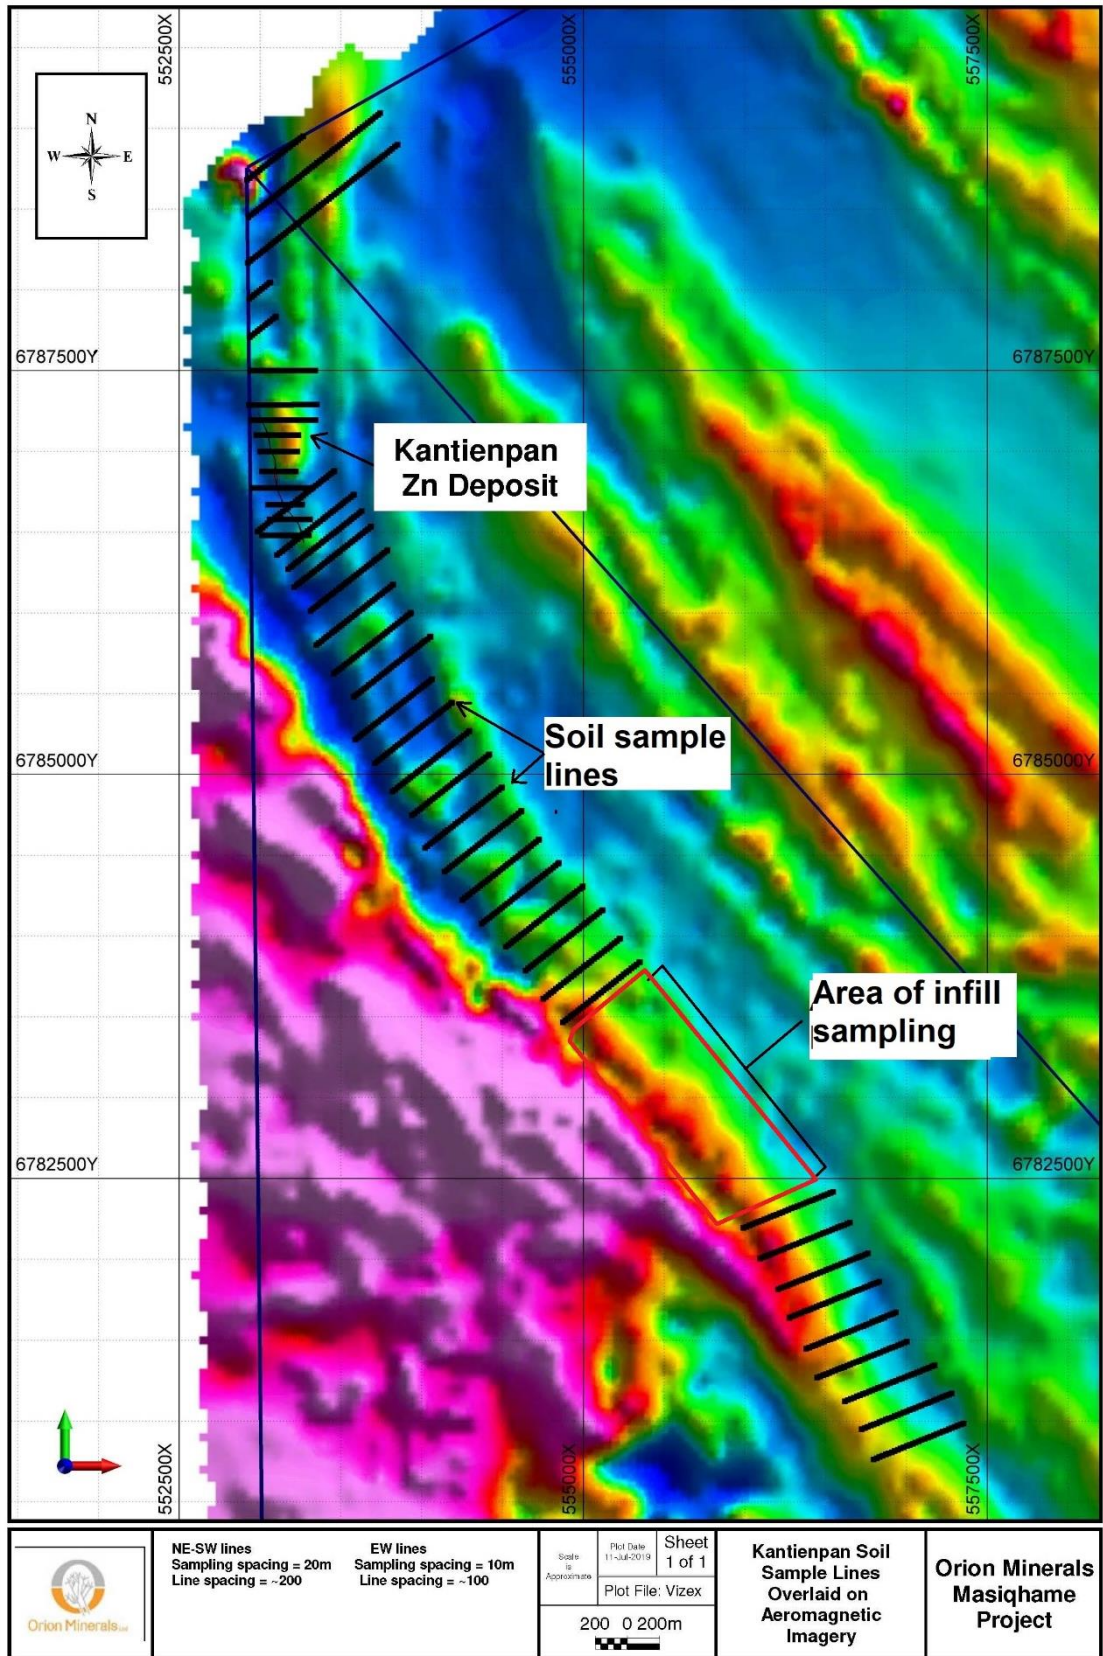 552500X
555000X
557500X
N
W
E
S
6787500Y
6787500Y
Kantienpan
Zn Deposit
Soil sample
lines
6785000Y
6785000Y
Area of infill
sampling
6782500Y
6782500Y
552500X
555000X
557500X
Orion Minerals
NE-SW lines
Sampling spacing = 20m
Line spacing = ~200
EW lines
Sampling spacing = 10m
Line spacing = ~100
Scale
is
Approximate
Plot Date
11-Jul-2019
Sheet
1 of 1
Plot File: Vizex
200 0 200m
Kantienpan Soil
Sample Lines
Overlaid on
Aeromagnetic
Imagery
Orion Minerals
Masiqhame
Project